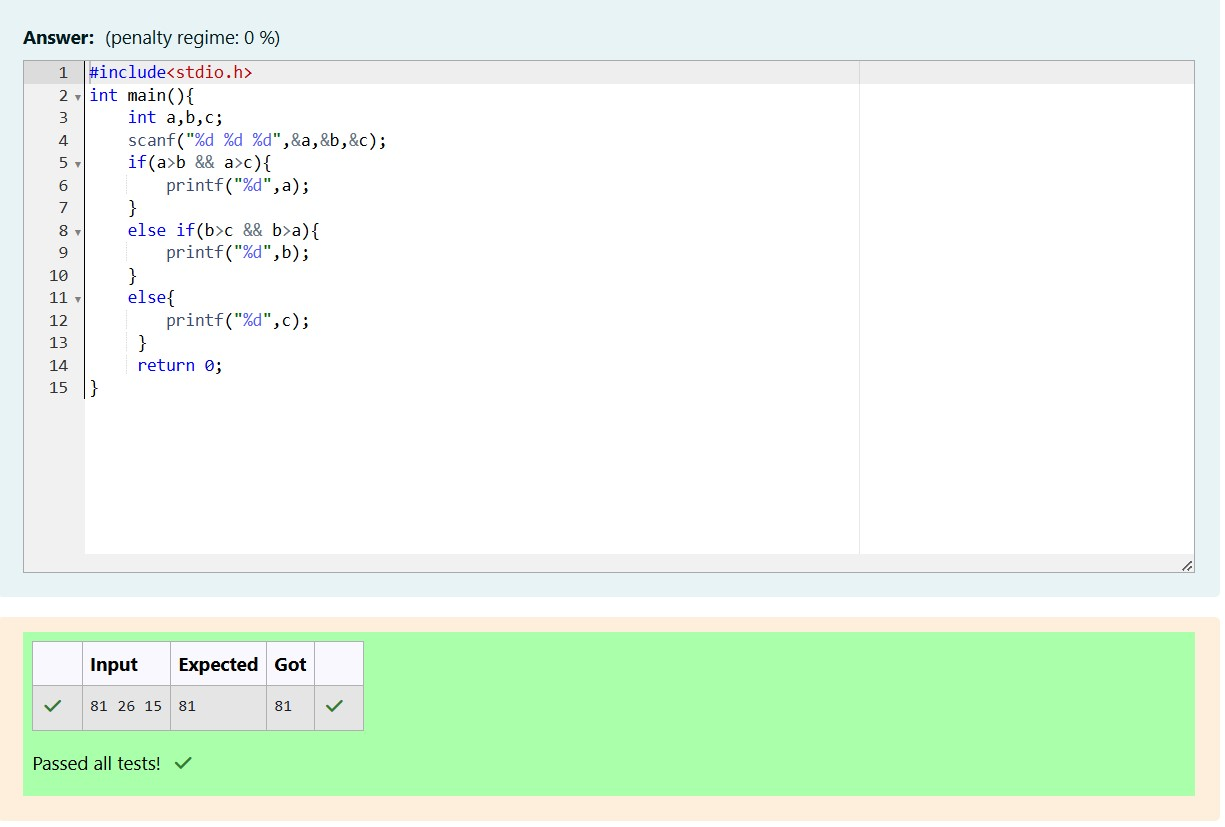 Answer: (penalty regime: 0 %)
1 #include<stdio.h>
2 int main(){
3     int a,b,c;
4     scanf("%d %d %d",&a,&b,&c);
5     if(a>b && a>c){
6         printf("%d",a);
7     }
8     else if(b>c && b>a){
9         printf("%d",b);
10     }
11     else{
12         printf("%d",c);
13      }
14      return 0;
15 }
Input Expected Got
81 26 15 81 81
Passed all tests!